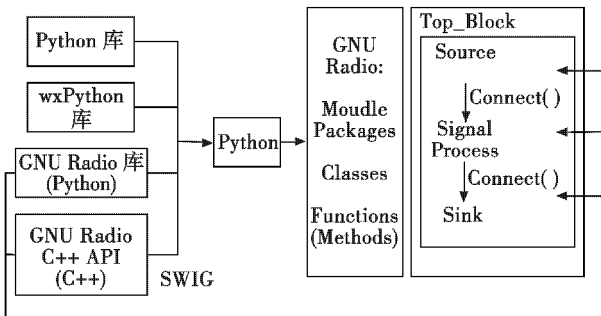 Python 库
wxPython
库
GNU Radio 库
(Python)
GNU Radio
C++ API
(C++)
SWIG
Python
GNU
Radio:
Moudle
Packages
Classes
Functions
(Methods)
Top_Block
Source
Connect( )
Signal
Process
Connect( )
Sink